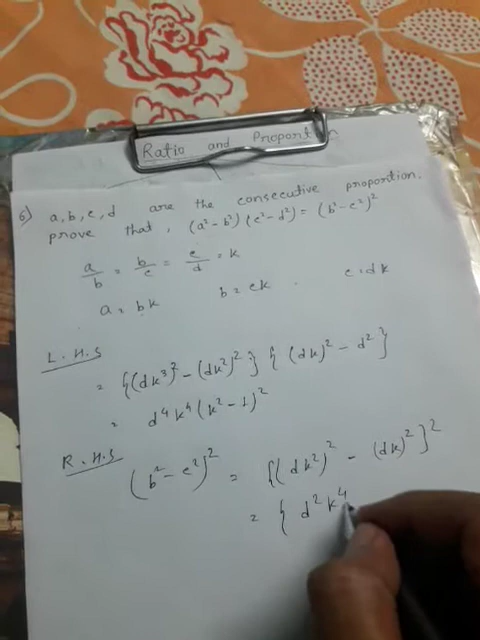 Ratio and Proportion
6) a, b, c, d are the consecutive proportion.
prove that, (a²-b²)(c²-d²) = (b²-c²)²
a/b = b/c = c/d = k
a = bk b = ck . c = dk
L.H.S
= {(dk³)² - (dk²)²} { (dk)² - d² }
= d⁴k⁴(k²-1)²
R.H.S
(b²-c²)² = {(dk²)² - (dk)²}²
= { d²k⁴